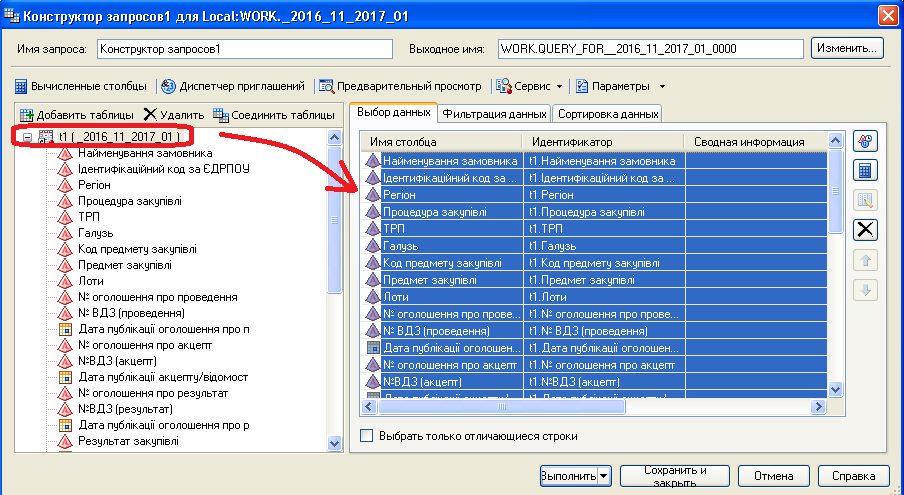 Конструктор запросов1 для Local:WORK._2016_11_2017_01
Имя запроса: Конструктор запросов1 Выходное имя: WORK.QUERY_FOR__2016_11_2017_01_0000 Изменить...
Вычисленные столбцы Диспетчер приглашений Предварительный просмотр Сервис Параметры
Добавить таблицы Удалить Соединить таблицы
t1 (_2016_11_2017_01)
Найменування замовника
Ідентифікаційний код за ЄДРПОУ
Регіон
Процедура закупівлі
ТРП
Галузь
Код предмету закупівлі
Предмет закупівлі
Лоти
№ оголошення про проведення
№ ВДЗ (проведення)
Дата публікації оголошення про п
№ оголошення про акцепт
№ВДЗ (акцепт)
Дата публікації акцепту/відомост
№ оголошення про результат
№ВДЗ (результат)
Дата публікації оголошення про р
Результат закупівлі
Выбор данных Фильтрация данных Сортировка данных
Имя столбца Идентификатор Сводная информация
Найменування замовника t1.Найменування замовника
Ідентифікаційний код за ... t1.Ідентифікаційний код за ...
Регіон t1.Регіон
Процедура закупівлі t1.Процедура закупівлі
ТРП t1.ТРП
Галузь t1.Галузь
Код предмету закупівлі t1.Код предмету закупівлі
Предмет закупівлі t1.Предмет закупівлі
Лоти t1.Лоти
№ оголошення про прове... t1.№ оголошення про прове...
№ ВДЗ (проведення) t1.№ ВДЗ (проведення)
Дата публікації оголошен... t1.Дата публікації оголошен...
№ оголошення про акцепт t1.№ оголошення про акцепт
№ВДЗ (акцепт) t1.№ВДЗ (акцепт)
Дата публікації акцепту/... t1.Дата публікації акцепту/...
Выбрать только отличающиеся строки
Выполнить Сохранить и закрыть Отмена Справка